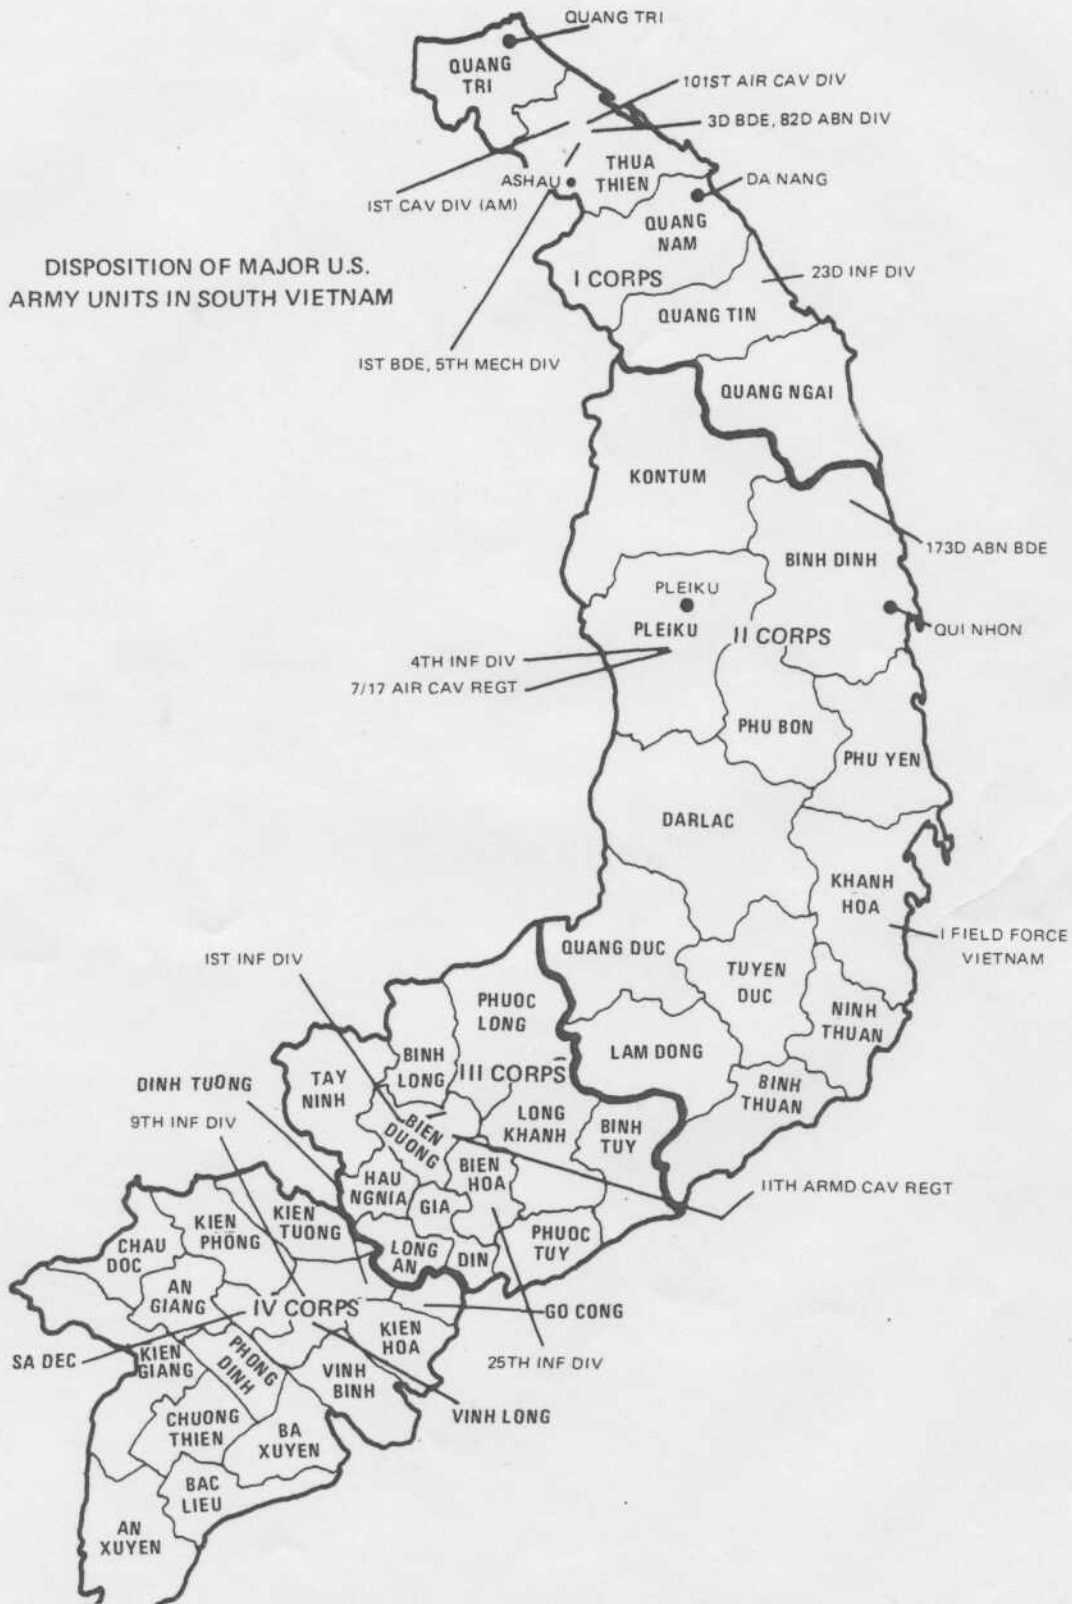 QUANG TRI
QUANG
TRI
101ST AIR CAV DIV
3D BDE, 82D ABN DIV
THUA
THIEN
ASHAU
DA NANG
1ST CAV DIV (AM)
QUANG
NAM
DISPOSITION OF MAJOR U.S.
ARMY UNITS IN SOUTH VIETNAM
I CORPS
23D INF DIV
QUANG TIN
1ST BDE, 5TH MECH DIV
QUANG NGAI
KONTUM
173D ABN BDE
BINH DINH
PLEIKU
PLEIKU
II CORPS
QUI NHON
4TH INF DIV
7/17 AIR CAV REGT
PHU BON
PHU YEN
DARLAC
KHANH
HOA
I FIELD FORCE
VIETNAM
QUANG DUC
1ST INF DIV
TUYEN
DUC
PHUOC
LONG
NINH
THUAN
LAM DONG
BINH
LONG
III CORPS
TAY
NINH
DINH TUONG
BINH
THUAN
LONG
KHANH
BINH
TUY
9TH INF DIV
BIEN
DUONG
BIEN
HOA
HAU
NGNIA
11TH ARMD CAV REGT
GIA
KIEN
TUONG
KIEN
PHONG
PHUOC
TUY
CHAU
DOC
LONG
AN
DIN
AN
GIANG
IV CORPS
GO CONG
KIEN
HOA
SA DEC
KIEN
GIANG
PHONG
DINH
25TH INF DIV
VINH
BINH
VINH LONG
CHUONG
THIEN
BA
XUYEN
BAC
LIEU
AN
XUYEN